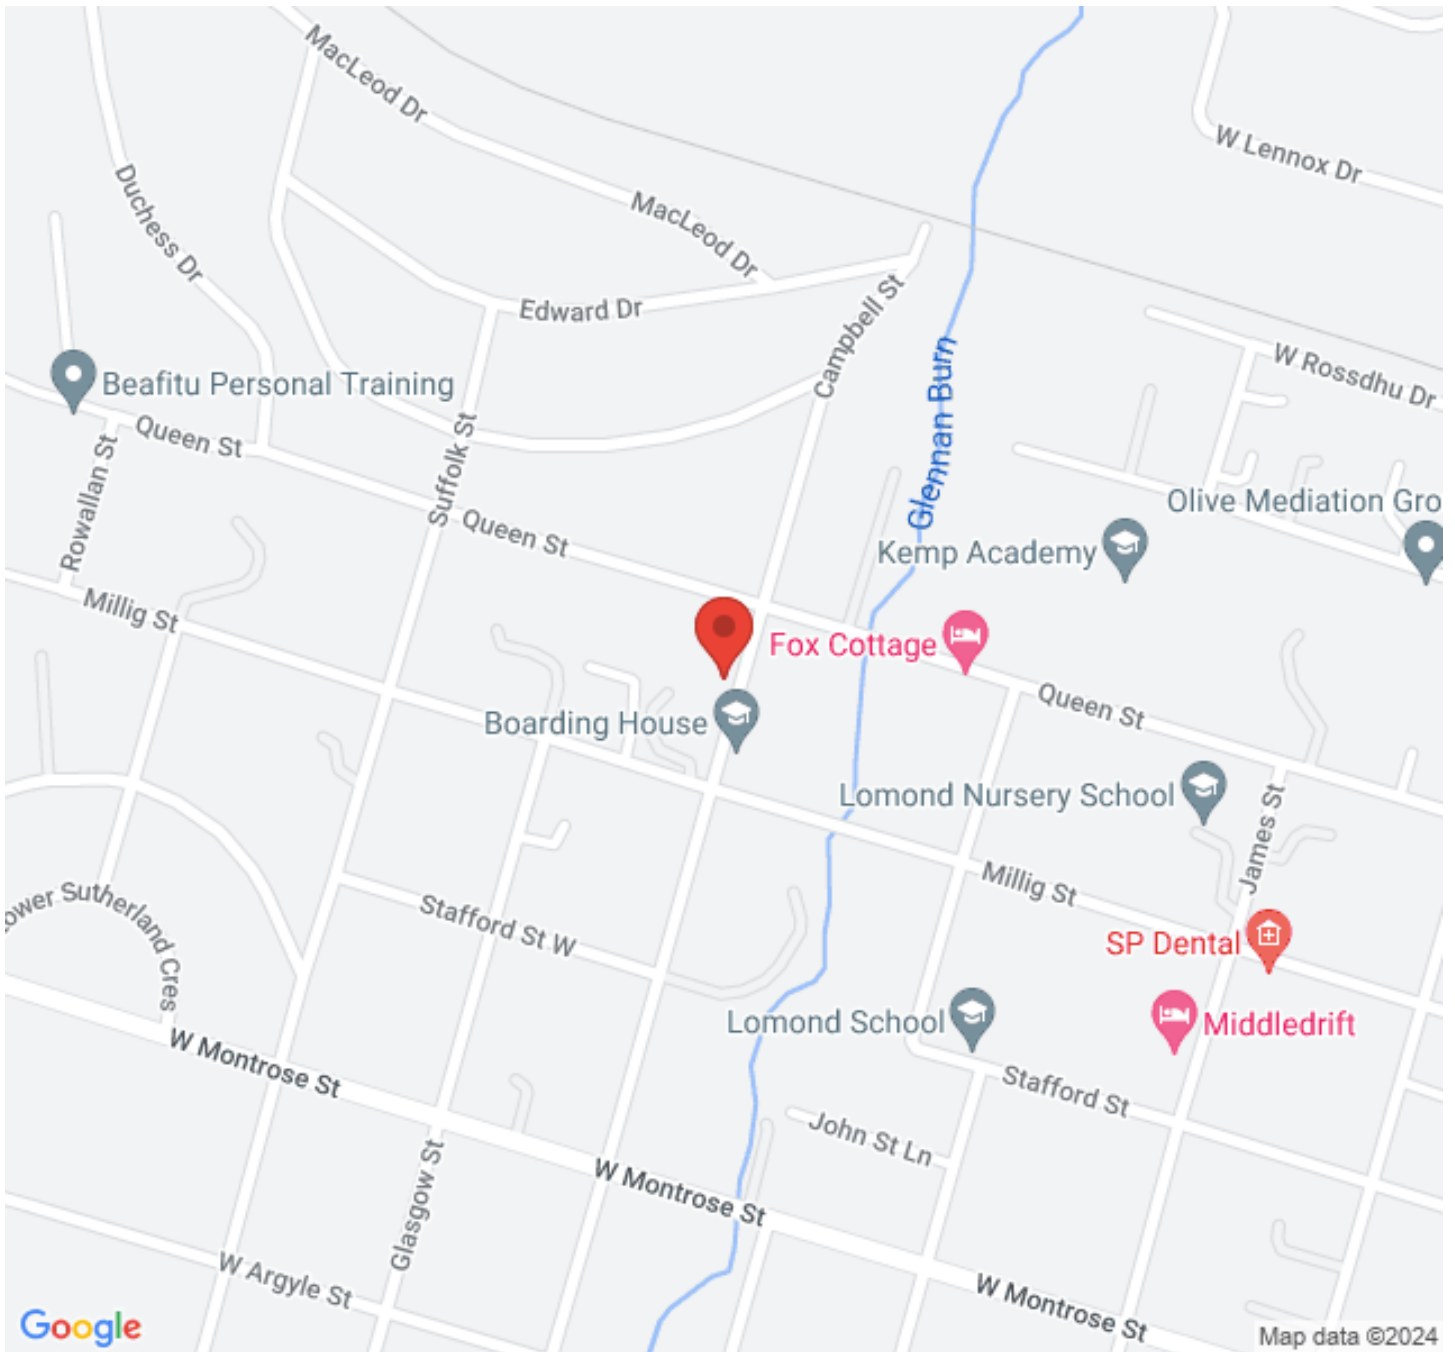 MacLeod Dr
W Lennox Dr
Duchess Dr
MacLeod Dr
Edward Dr
Campbell St
Glennan Burn
W Rossdhu Dr
Beafitu Personal Training
Queen St
Rowallan St
Suffolk St
Queen St
Olive Mediation Gro
Kemp Academy
Millig St
Fox Cottage
Queen St
Boarding House
Lomond Nursery School
James St
Millig St
ower Sutherland Cres
Stafford St W
SP Dental
Lomond School
Middledrift
W Montrose St
Stafford St
John St Ln
Glasgow St
W Montrose St
W Argyle St
W Montrose St
Google
Map data ©2024